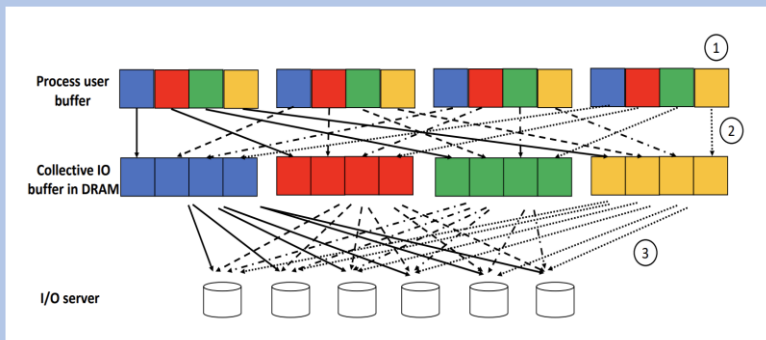 1
Process user
buffer
2
Collective IO
buffer in DRAM
3
I/O server